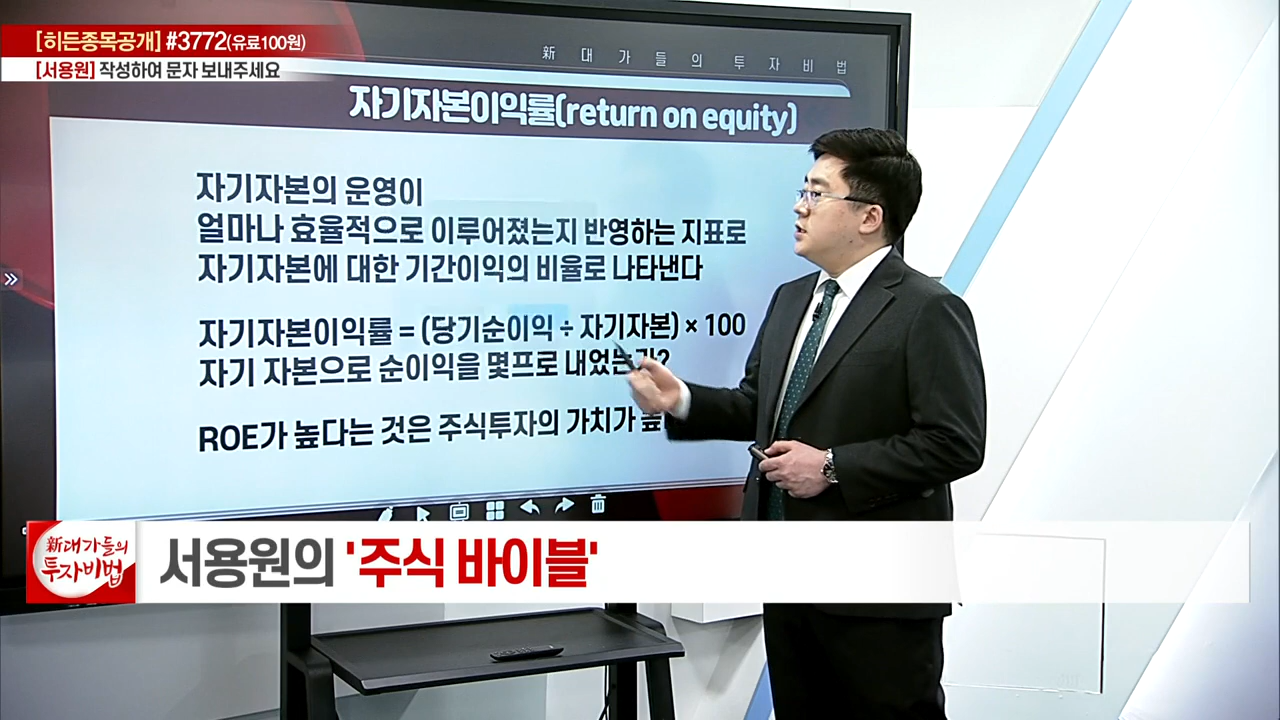 [히든종목공개] #3772(유료100원)
[서용원] 작성하여 문자 보내주세요
新 대 가 들 의 투 자 비 법
자기자본이익률(return on equity)
자기자본의 운영이
얼마나 효율적으로 이루어졌는지 반영하는 지표로
자기자본에 대한 기간이익의 비율로 나타낸다
자기자본이익률 = (당기순이익 ÷ 자기자본) × 100
자기 자본으로 순이익을 몇프로 내었는가?
ROE가 높다는 것은 주식투자의 가치가
新대가들의
투자비법
서용원의 '주식 바이블'